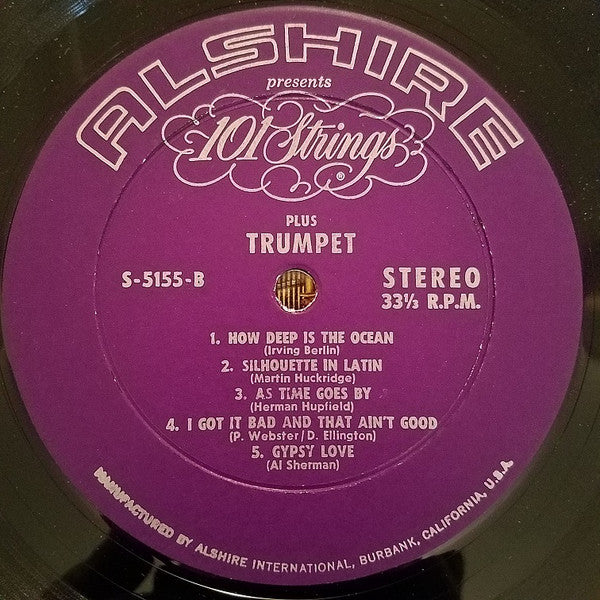 ALSHIRE
presents
101 Strings
®
PLUS
TRUMPET
S-5155-B
STEREO
33⅓ R.P.M.
1. HOW DEEP IS THE OCEAN
(Irving Berlin)
2. SILHOUETTE IN LATIN
(Martin Huckridge)
3. AS TIME GOES BY
(Herman Hupfield)
4. I GOT IT BAD AND THAT AIN'T GOOD
(P. Webster/D. Ellington)
5. GYPSY LOVE
(Al Sherman)
MANUFACTURED BY ALSHIRE INTERNATIONAL, BURBANK, CALIFORNIA, U.S.A.